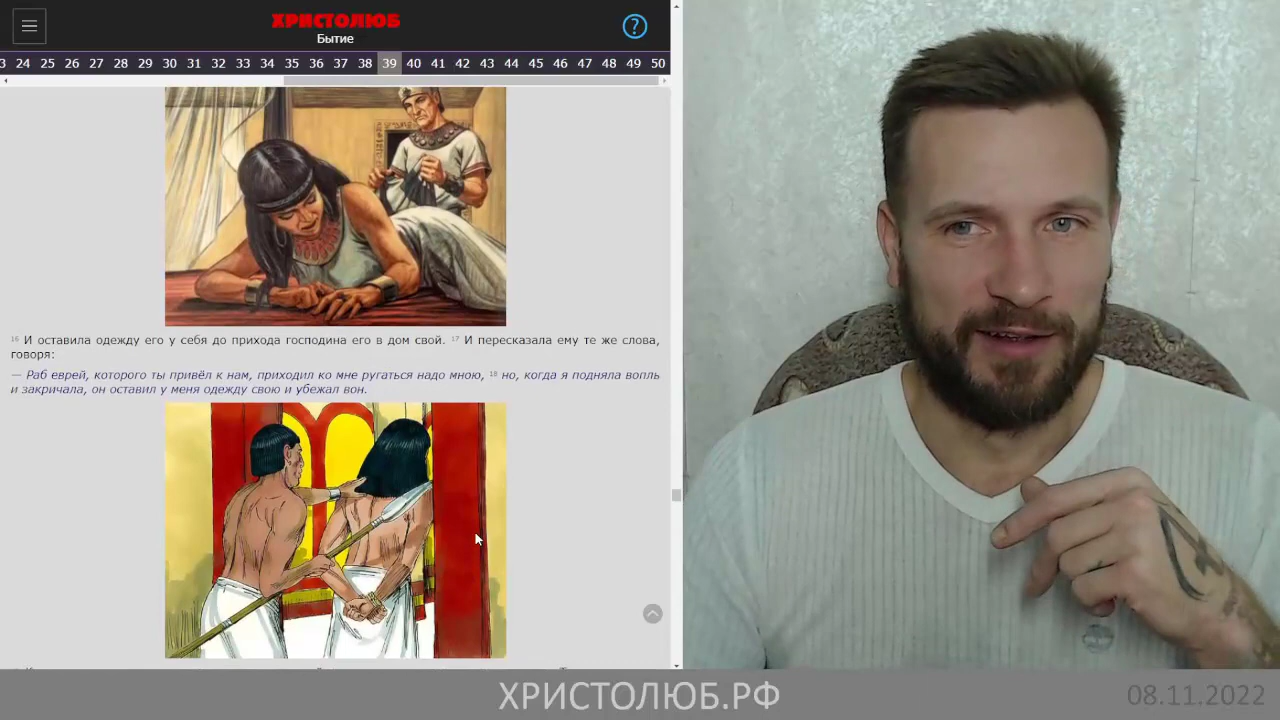 ХРИСТОЛЮБ
Бытие
3 24 25 26 27 28 29 30 31 32 33 34 35 36 37 38 39 40 41 42 43 44 45 46 47 48 49 50
16 И оставила одежду его у себя до прихода господина его в дом свой. 17 И пересказала ему те же слова,
говоря:
— Раб еврей, которого ты привёл к нам, приходил ко мне ругаться надо мною, 18 но, когда я подняла вопль
и закричала, он оставил у меня одежду свою и убежал вон.
ХРИСТОЛЮБ.РФ
08.11.2022